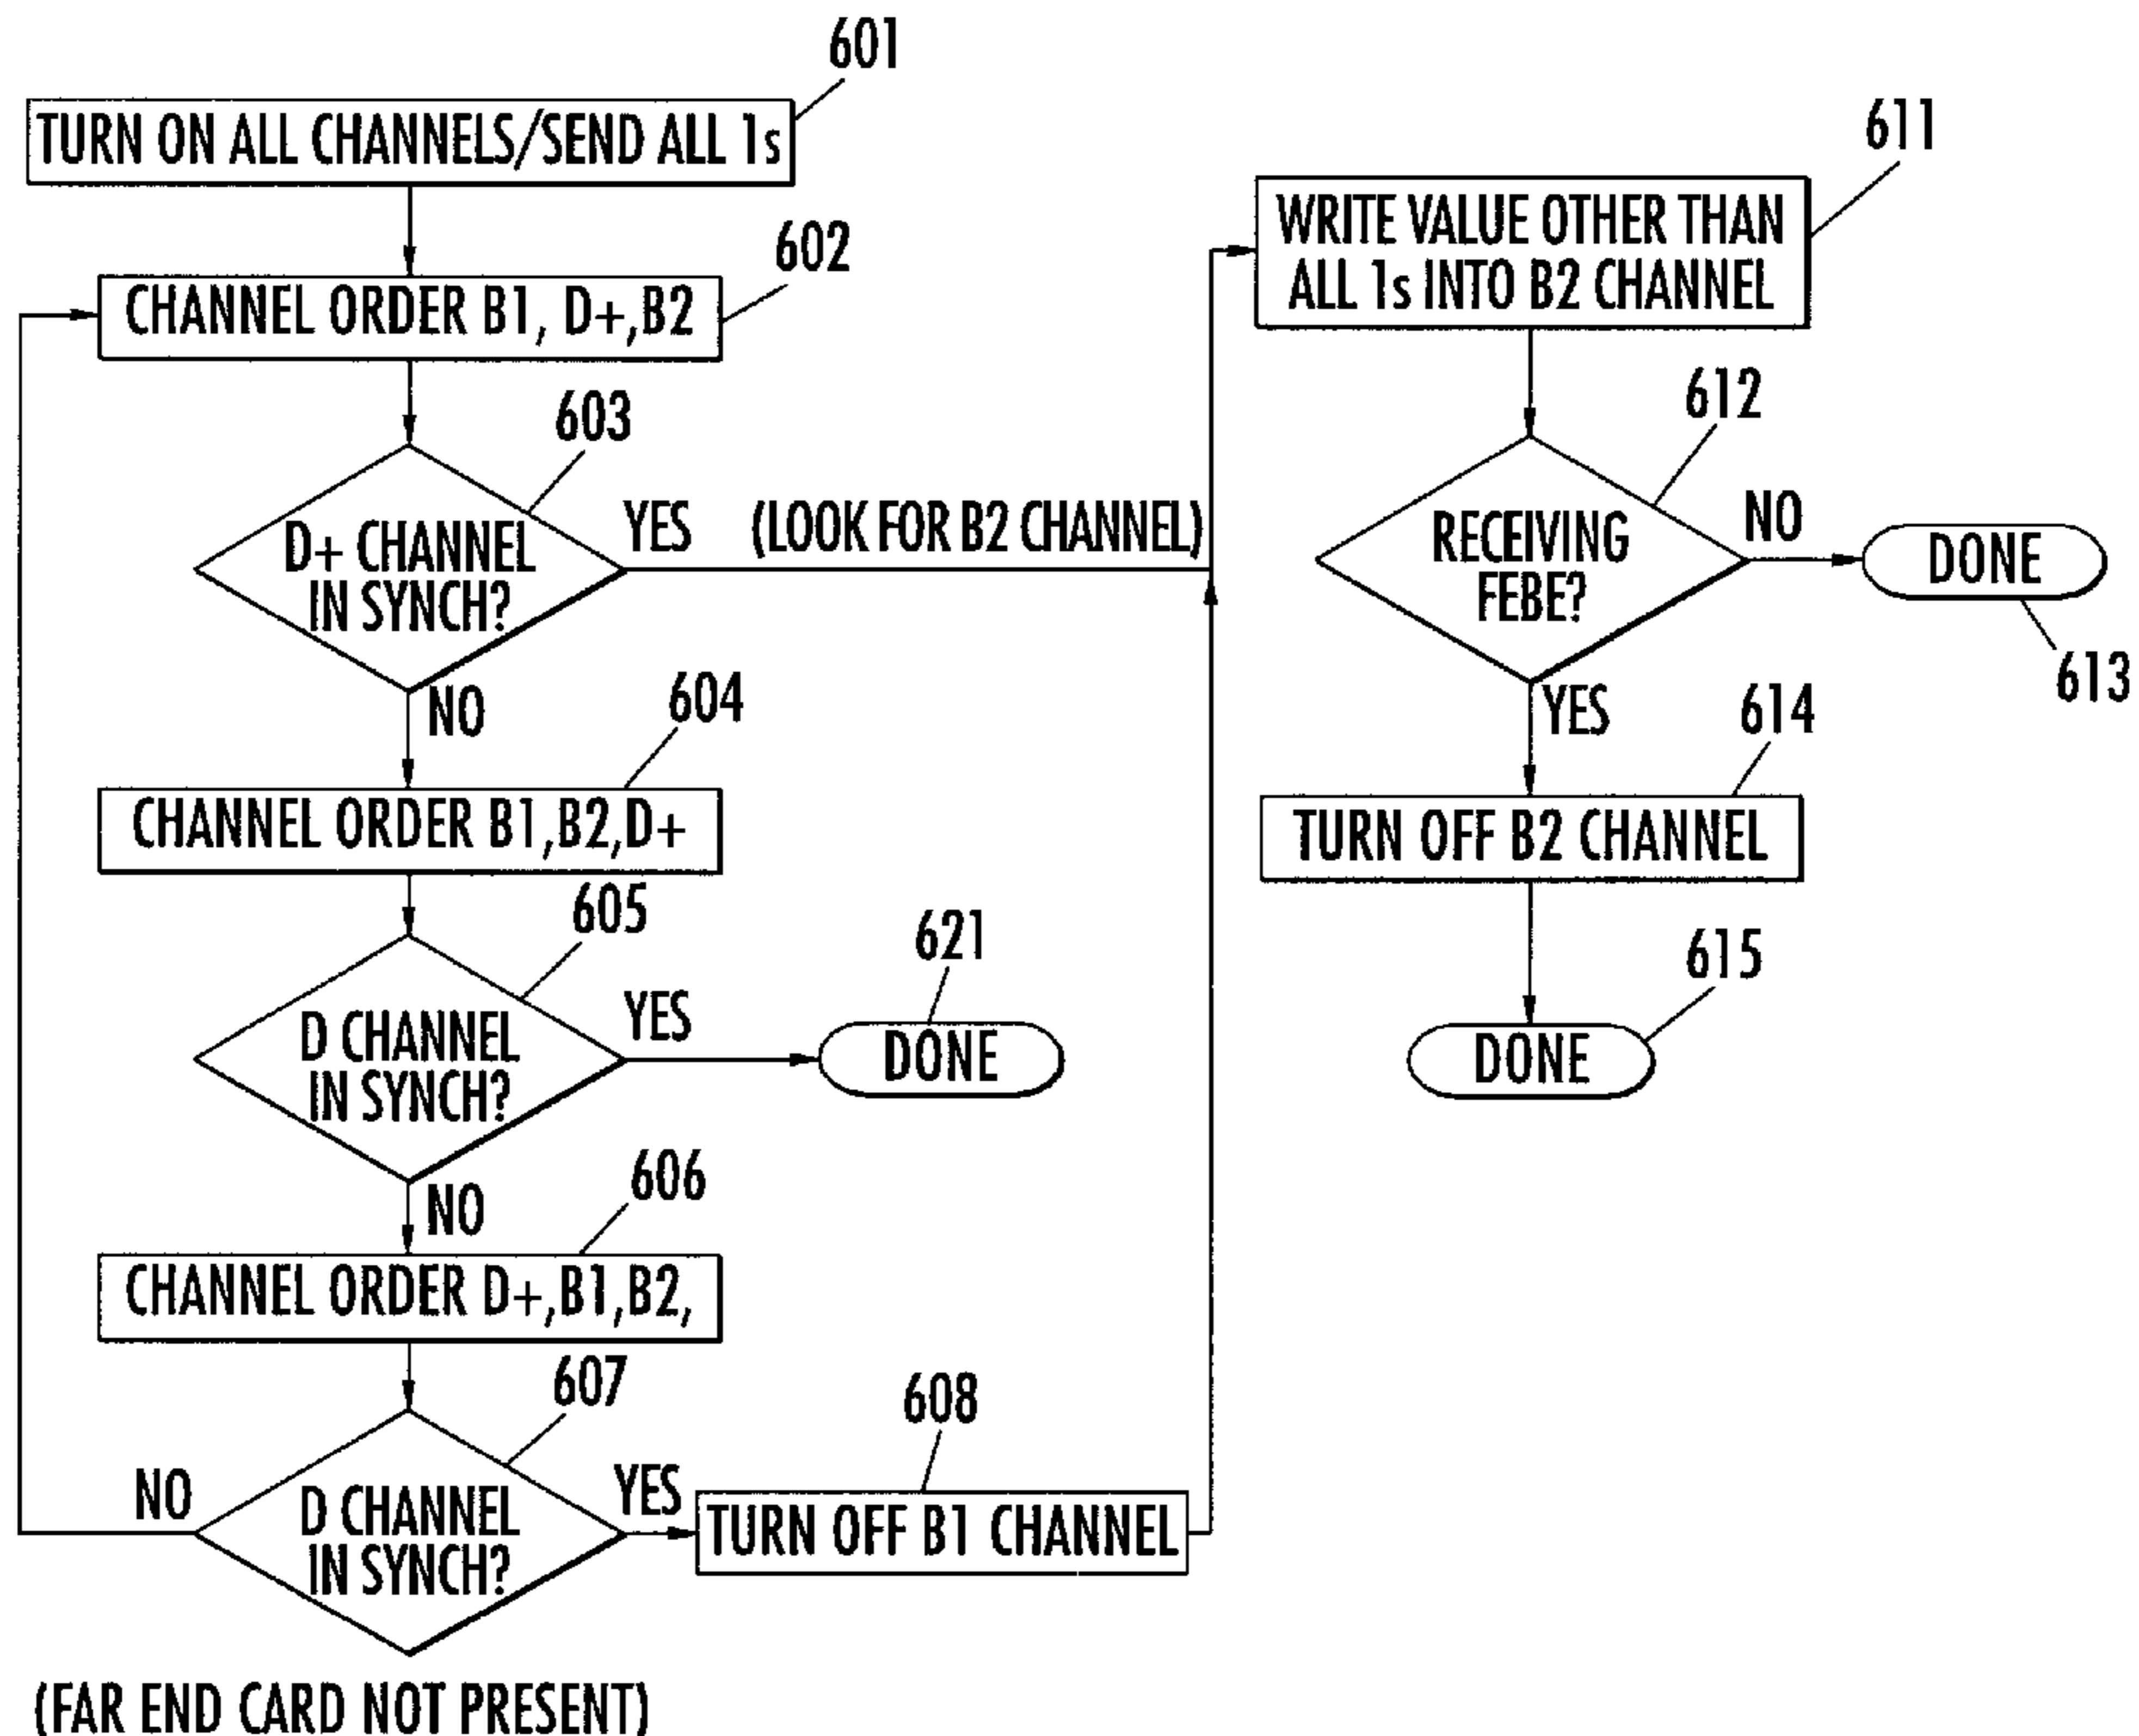 601
TURN ON ALL CHANNELS/SEND ALL 1s
602
CHANNEL ORDER B1, D+,B2
603
D+ CHANNEL
IN SYNCH?
YES
(LOOK FOR B2 CHANNEL)
NO
604
CHANNEL ORDER B1,B2,D+
605
D CHANNEL
IN SYNCH?
YES
621
DONE
NO
606
CHANNEL ORDER D+,B1,B2,
607
D CHANNEL
IN SYNCH?
NO
YES
608
TURN OFF B1 CHANNEL
(FAR END CARD NOT PRESENT)
611
WRITE VALUE OTHER THAN
ALL 1s INTO B2 CHANNEL
612
RECEIVING
FEBE?
NO
DONE
613
YES
614
TURN OFF B2 CHANNEL
615
DONE